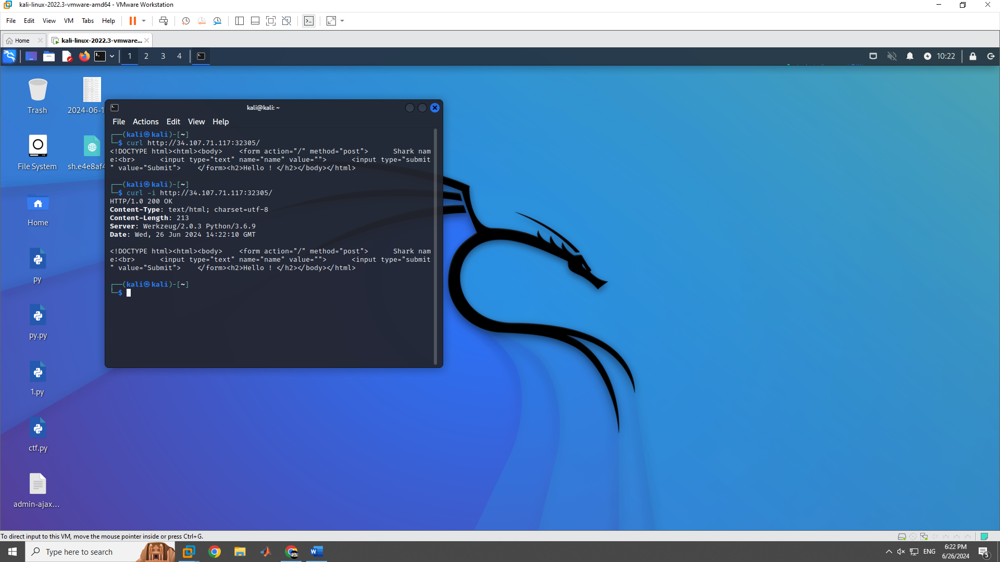 kali-linux-2022.3-vmware-amd64 - VMware Workstation
File Edit View VM Tabs Help
Home
kali-linux-2022.3-vmware...
1 2 3 4
10:22
Trash
2024-06-1
File System
sh.e4e8af4
Home
py
py.py
1.py
ctf.py
admin-ajax...
kali@kali: ~
File Actions Edit View Help
┌──(kali㉿kali)-[~]
└─$ curl http://34.107.71.117:32305/
<!DOCTYPE html><html><body>    <form action="/" method="post">      Shark nam
e:<br>      <input type="text" name="name" value="">      <input type="submit
" value="Submit">    </form><h2>Hello ! </h2></body></html>
┌──(kali㉿kali)-[~]
└─$ curl -i http://34.107.71.117:32305/
HTTP/1.0 200 OK
Content-Type: text/html; charset=utf-8
Content-Length: 213
Server: Werkzeug/2.0.3 Python/3.6.9
Date: Wed, 26 Jun 2024 14:22:10 GMT
<!DOCTYPE html><html><body>    <form action="/" method="post">      Shark nam
e:<br>      <input type="text" name="name" value="">      <input type="submit
" value="Submit">    </form><h2>Hello ! </h2></body></html>
┌──(kali㉿kali)-[~]
└─$
To direct input to this VM, move the mouse pointer inside or press Ctrl+G.
Type here to search
W
ENG
6:22 PM
6/26/2024
5